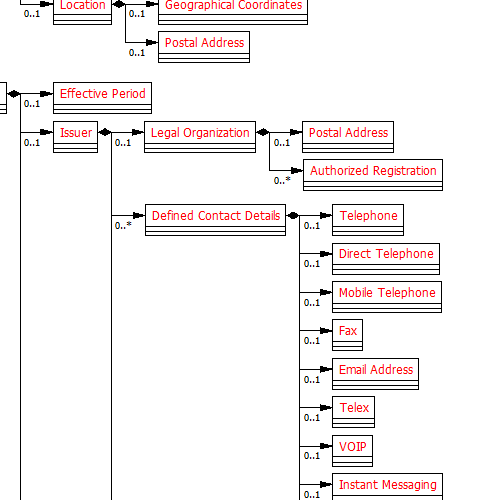 Location
0..1
Geographical Coordinates
0..1
Postal Address
0..1
Effective Period
0..1
Issuer
0..1
Legal Organization
0..1
Postal Address
0..1
Authorized Registration
0..*
Defined Contact Details
0..*
Telephone
0..1
Direct Telephone
0..1
Mobile Telephone
0..1
Fax
0..1
Email Address
0..1
Telex
0..1
VOIP
0..1
Instant Messaging
0..1